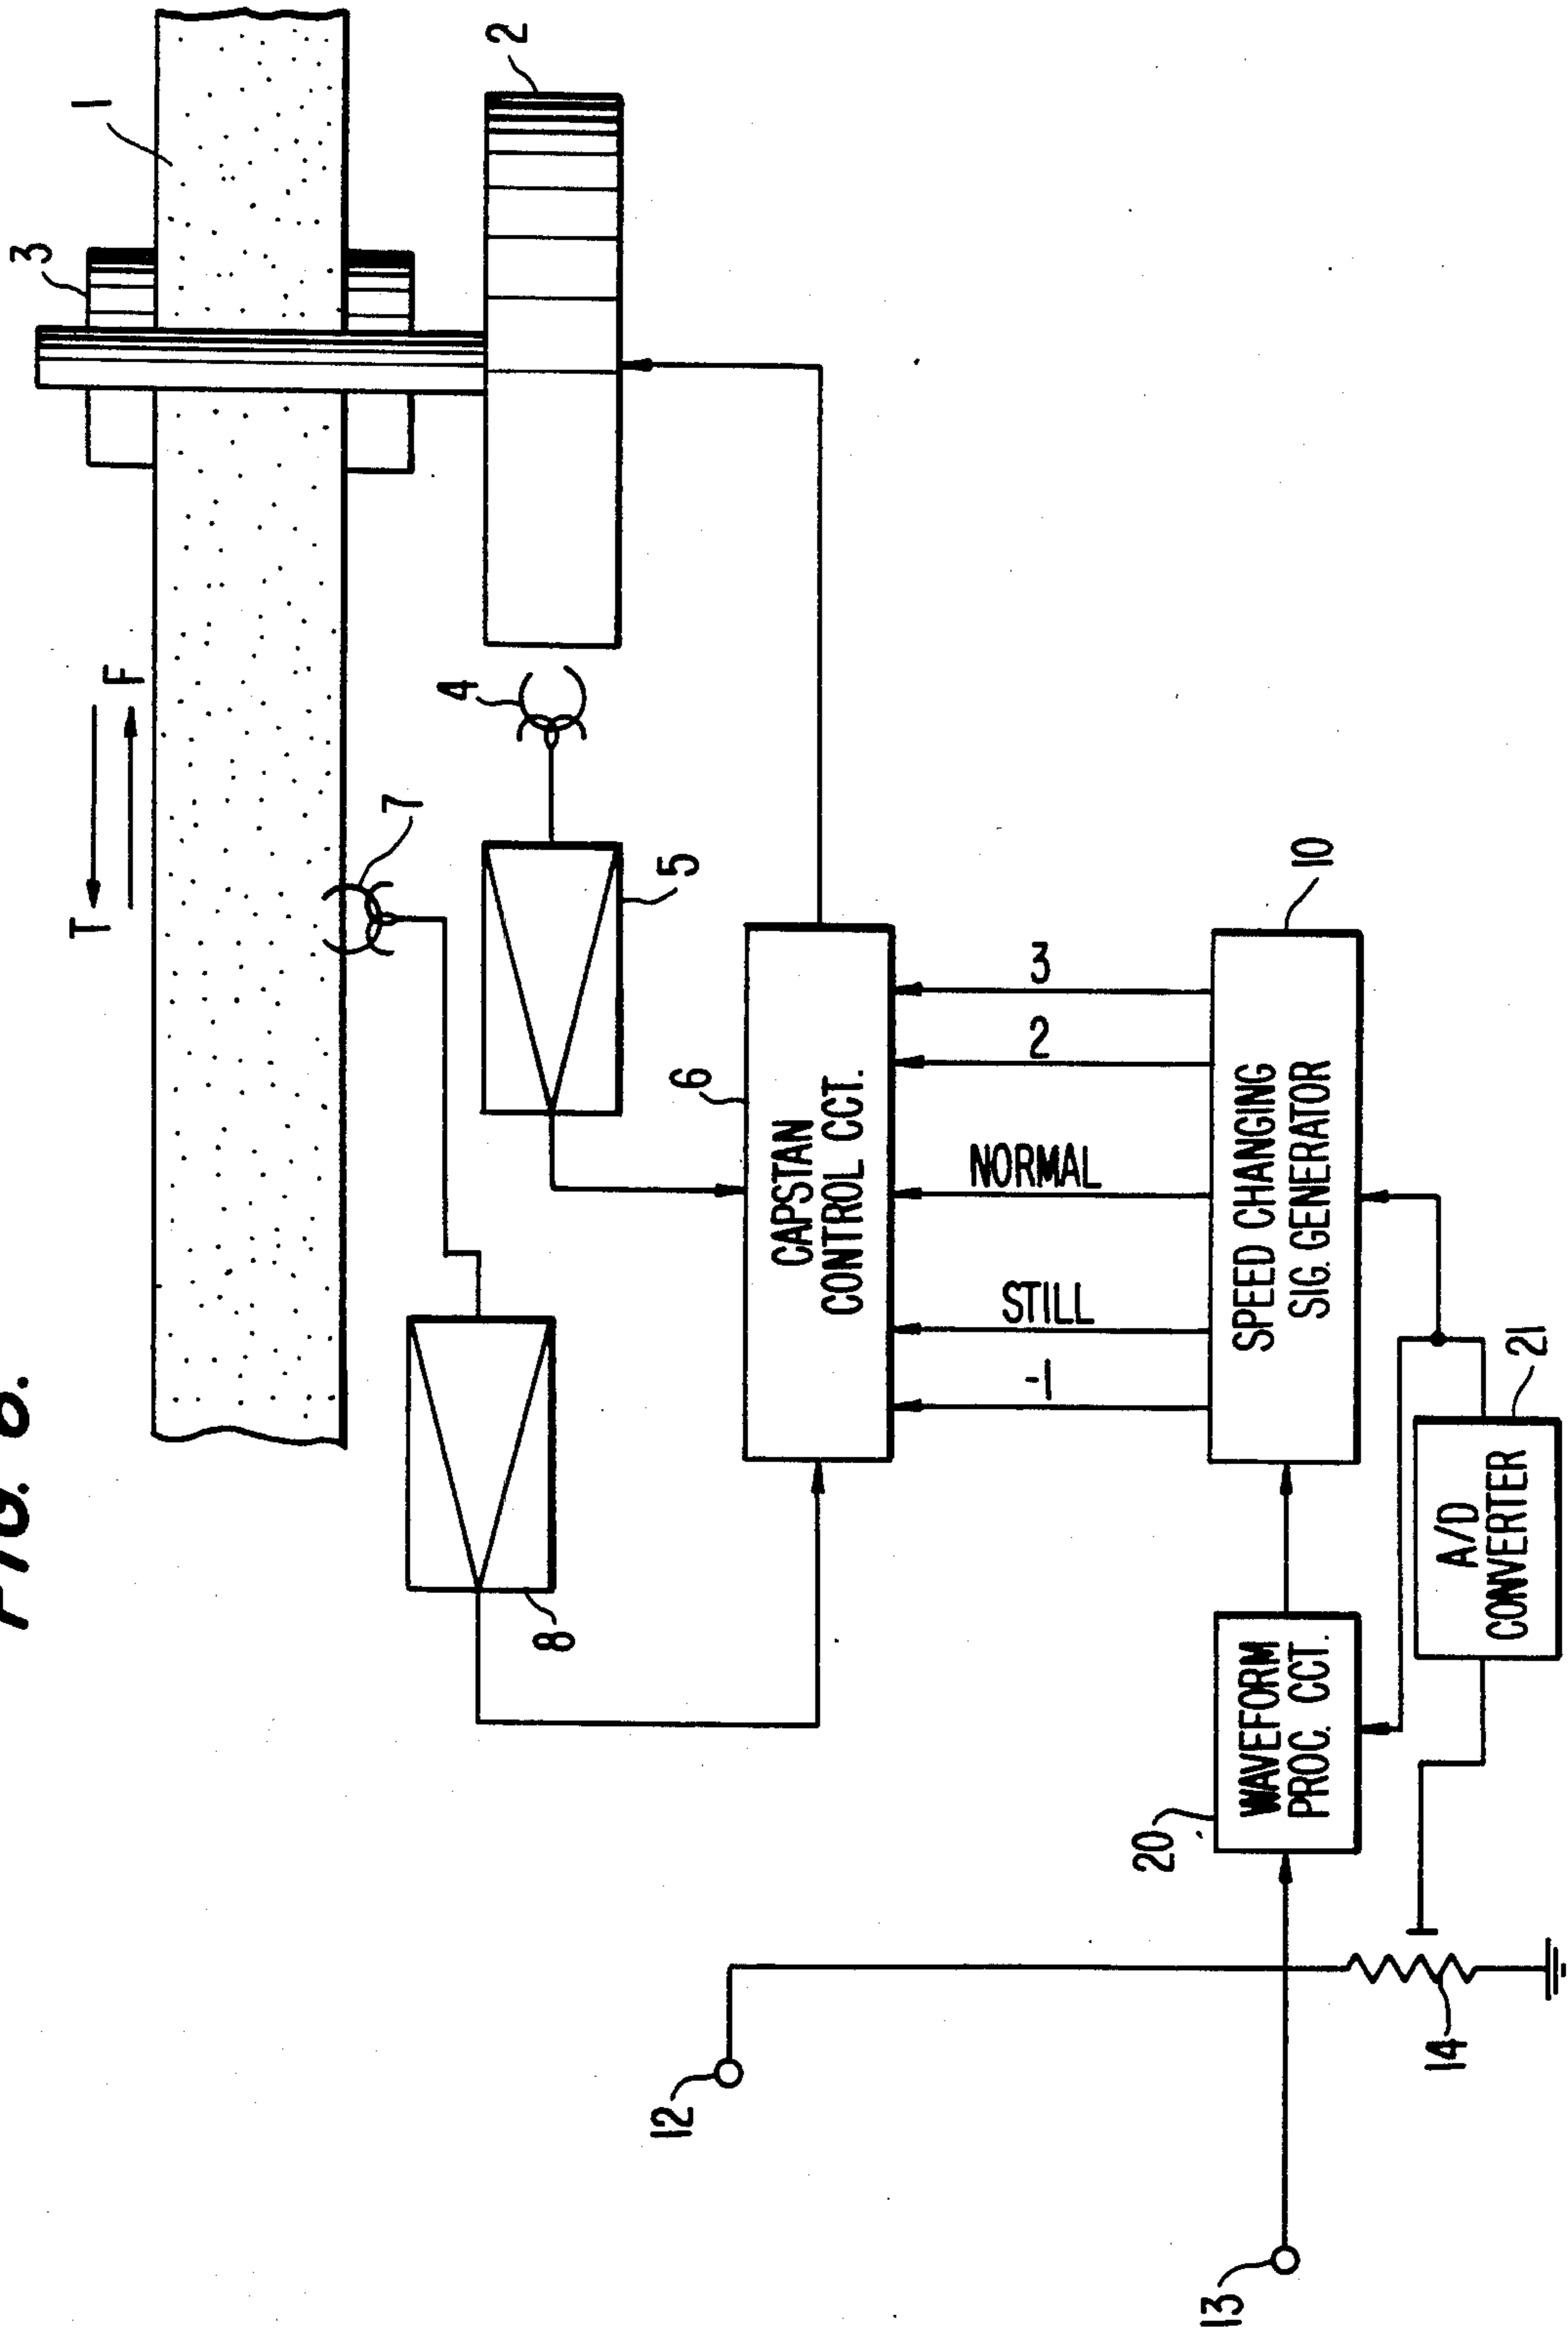 1
2
3
T
F
4
7
5
6
CAPSTAN
CONTROL CCT.
8
-1
STILL
NORMAL
2
3
SPEED CHANGING
SIG. GENERATOR
10
WAVEFORM
PROC. CCT.
20
A/D
CONVERTER
21
12
13
14